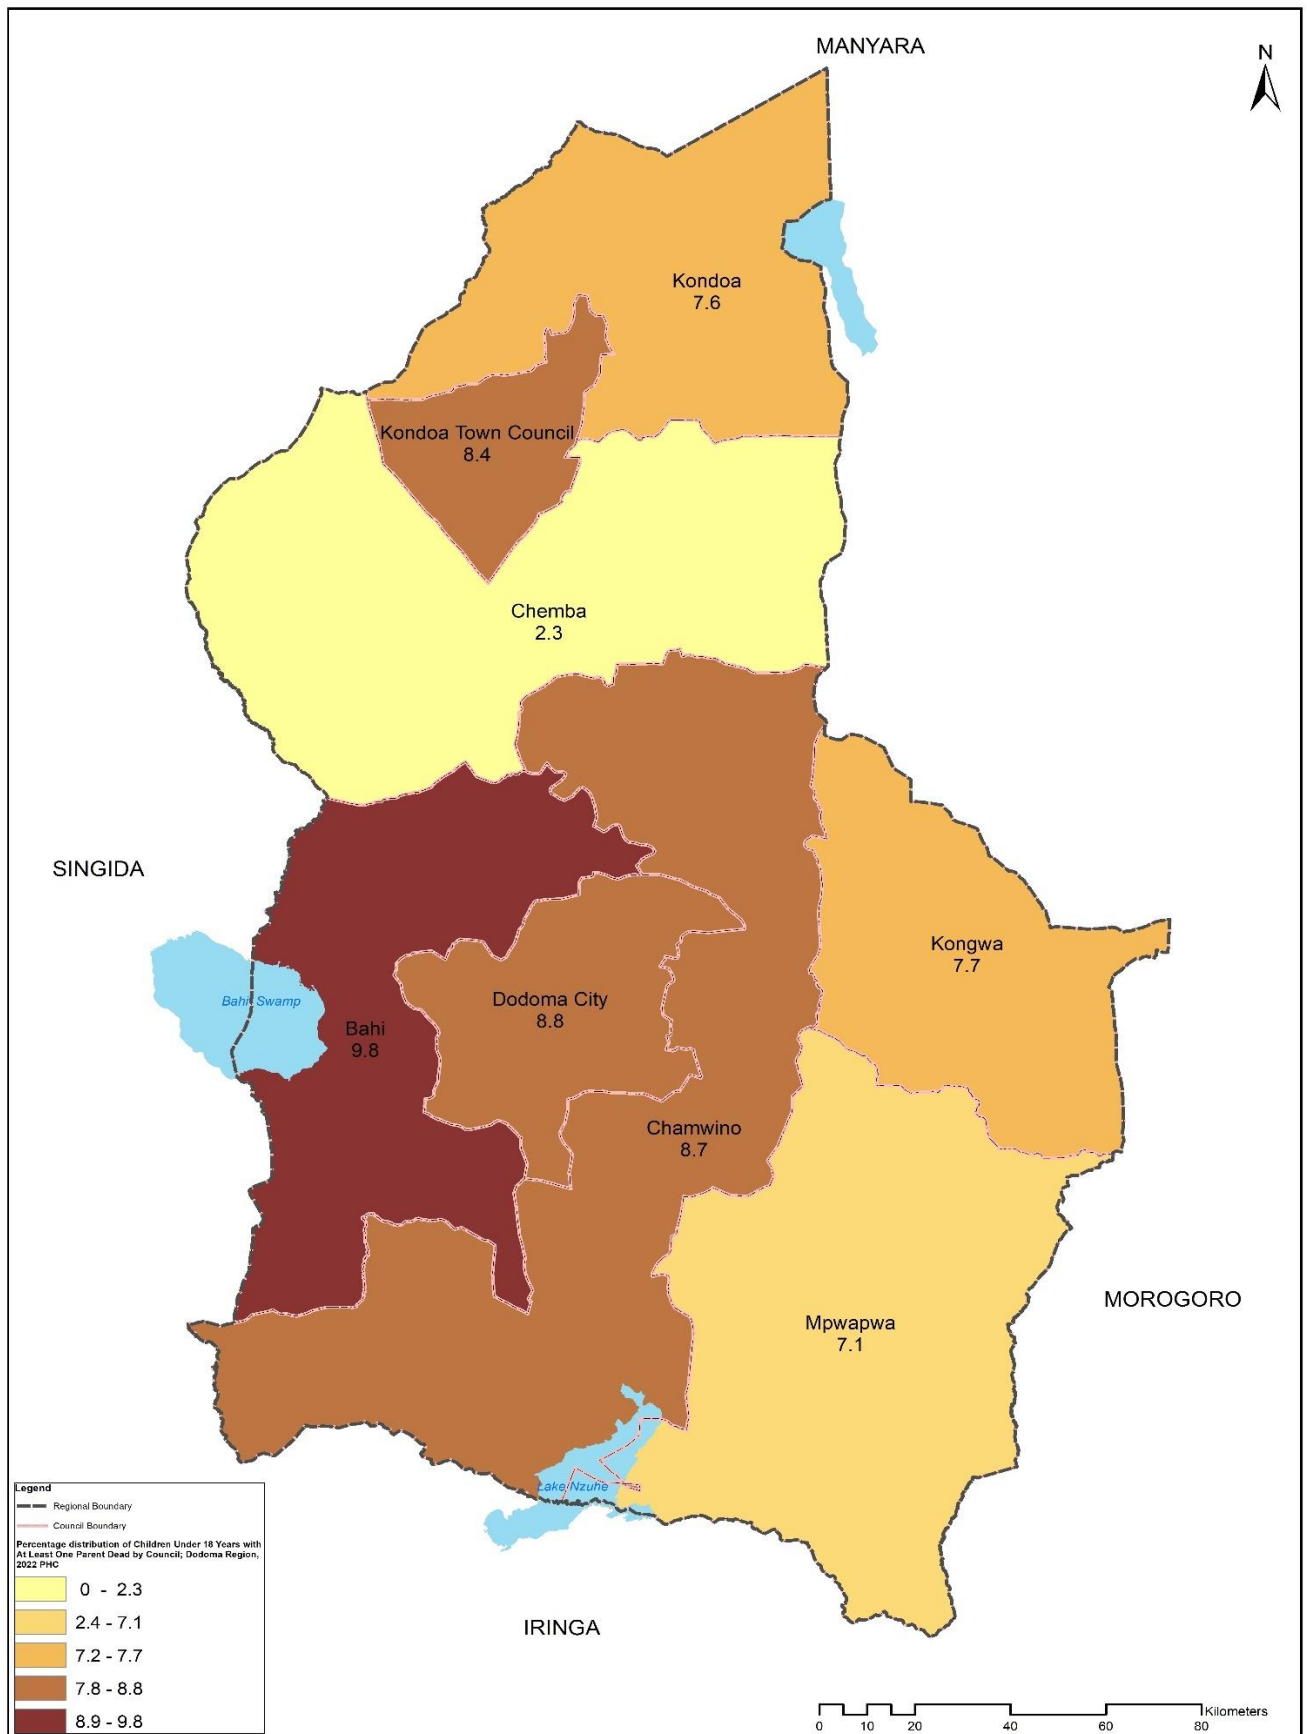 MANYARA
N
Kondoa
7.6
Kondoa Town Council
8.4
Chemba
2.3
SINGIDA
Kongwa
7.7
Bahi Swamp
Dodoma City
8.8
Bahi
9.8
Chamwino
8.7
MOROGORO
Mpwapwa
7.1
Lake Nzuhe
IRINGA
Legend
Regional Boundary
Council Boundary
Percentage distribution of Children Under 18 Years with
At Least One Parent Dead by Council; Dodoma Region,
2022 PHC
0 - 2.3
2.4 - 7.1
7.2 - 7.7
7.8 - 8.8
8.9 - 9.8
Kilometers
0 10 20 40 60 80